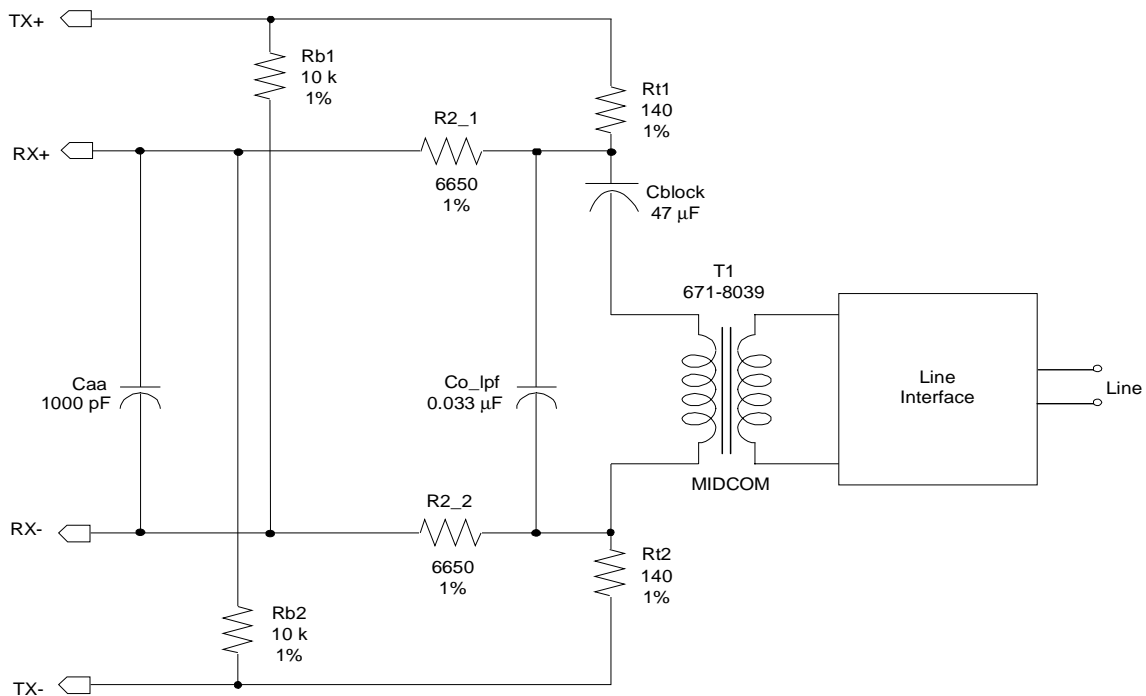 TX+
Rb1
10 k
1%
Rt1
140
1%
R2_1
6650
1%
RX+
Cblock
47 μF
T1
671-8039
Caa
1000 pF
Co_lpf
0.033 μF
Line
Interface
Line
MIDCOM
R2_2
6650
1%
RX-
Rt2
140
1%
Rb2
10 k
1%
TX-